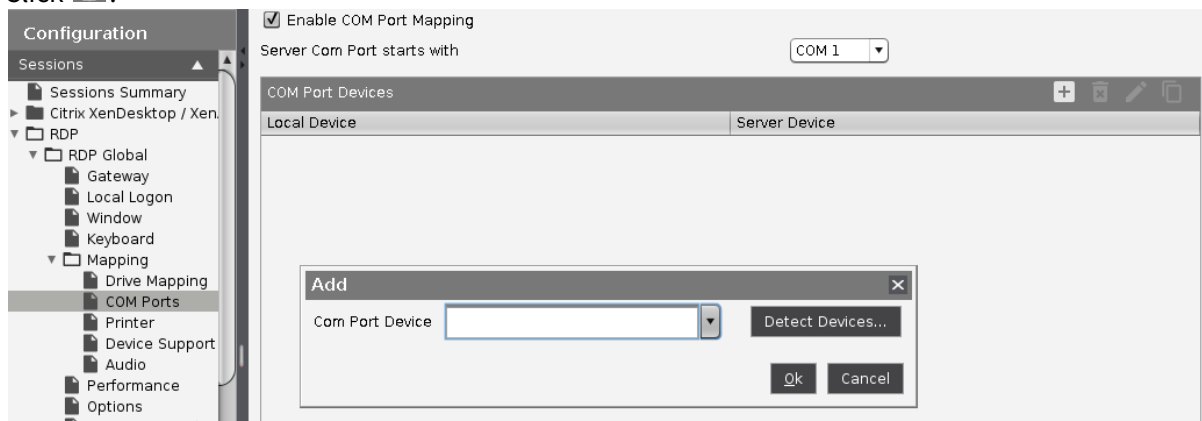 Configuration
Sessions
Sessions Summary
Citrix XenDesktop / Xen
RDP
RDP Global
Gateway
Local Logon
Window
Keyboard
Mapping
Drive Mapping
COM Ports
Printer
Device Support
Audio
Performance
Options
Enable COM Port Mapping
Server Com Port starts with
COM 1
COM Port Devices
Local Device Server Device
Add
Com Port Device
Detect Devices...
Ok Cancel